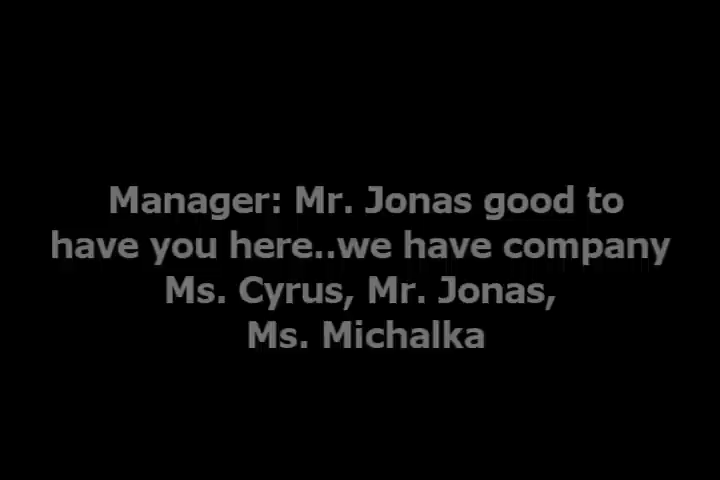 Manager: Mr. Jonas good to
have you here..we have company
Ms. Cyrus, Mr. Jonas,
Ms. Michalka